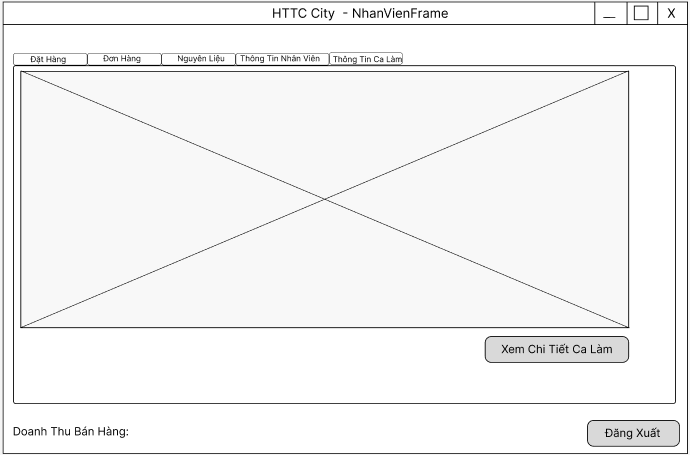 HTTC City - NhanVienFrame
X
Đặt Hàng
Đơn Hàng
Nguyên Liệu
Thông Tin Nhân Viên
Thông Tin Ca Làm
Xem Chi Tiết Ca Làm
Doanh Thu Bán Hàng:
Đăng Xuất